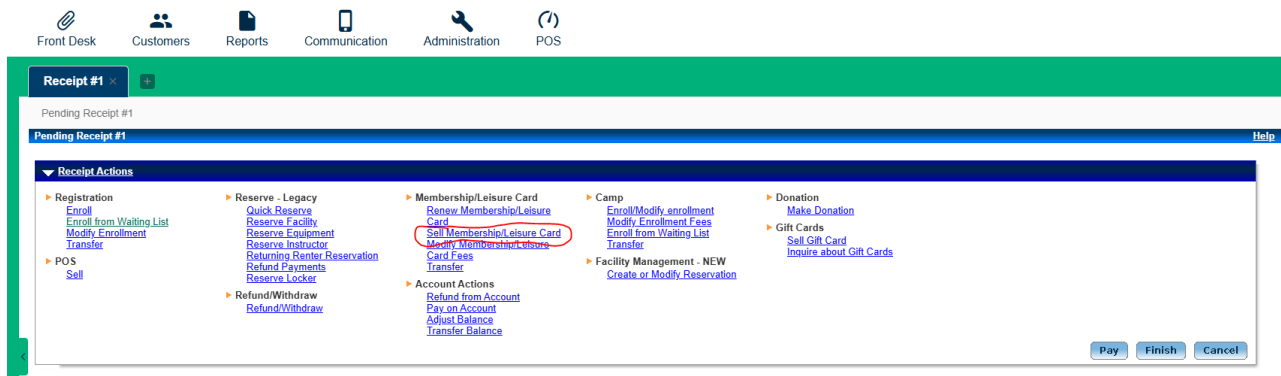 Front Desk
Customers
Reports
Communication
Administration
POS
Receipt #1 ×
Pending Receipt #1
Pending Receipt #1
Help
Receipt Actions
Registration
Enroll
Enroll from Waiting List
Modify Enrollment
Transfer
POS
Sell
Reserve - Legacy
Quick Reserve
Reserve Facility
Reserve Equipment
Reserve Instructor
Returning Renter Reservation
Refund Payments
Reserve Locker
Refund/Withdraw
Refund/Withdraw
Membership/Leisure Card
Renew Membership/Leisure
Card
Sell Membership/Leisure Card
Modify Membership/Leisure
Card Fees
Transfer
Account Actions
Refund from Account
Pay on Account
Adjust Balance
Transfer Balance
Camp
Enroll/Modify enrollment
Modify Enrollment Fees
Enroll from Waiting List
Transfer
Facility Management - NEW
Create or Modify Reservation
Donation
Make Donation
Gift Cards
Sell Gift Card
Inquire about Gift Cards
Pay
Finish
Cancel